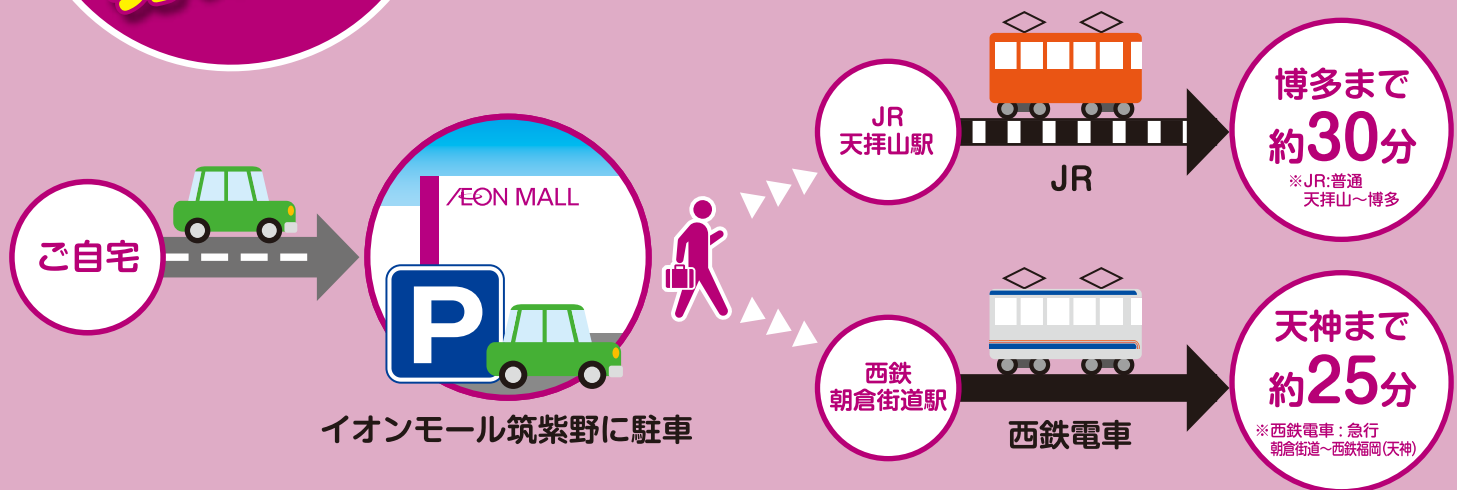 ご自宅
ÆON MALL
P
イオンモール筑紫野に駐車
JR
天拝山駅
JR
博多まで
約30分
※JR:普通
天拝山～博多
西鉄
朝倉街道駅
西鉄電車
天神まで
約25分
※西鉄電車：急行
朝倉街道～西鉄福岡(天神)